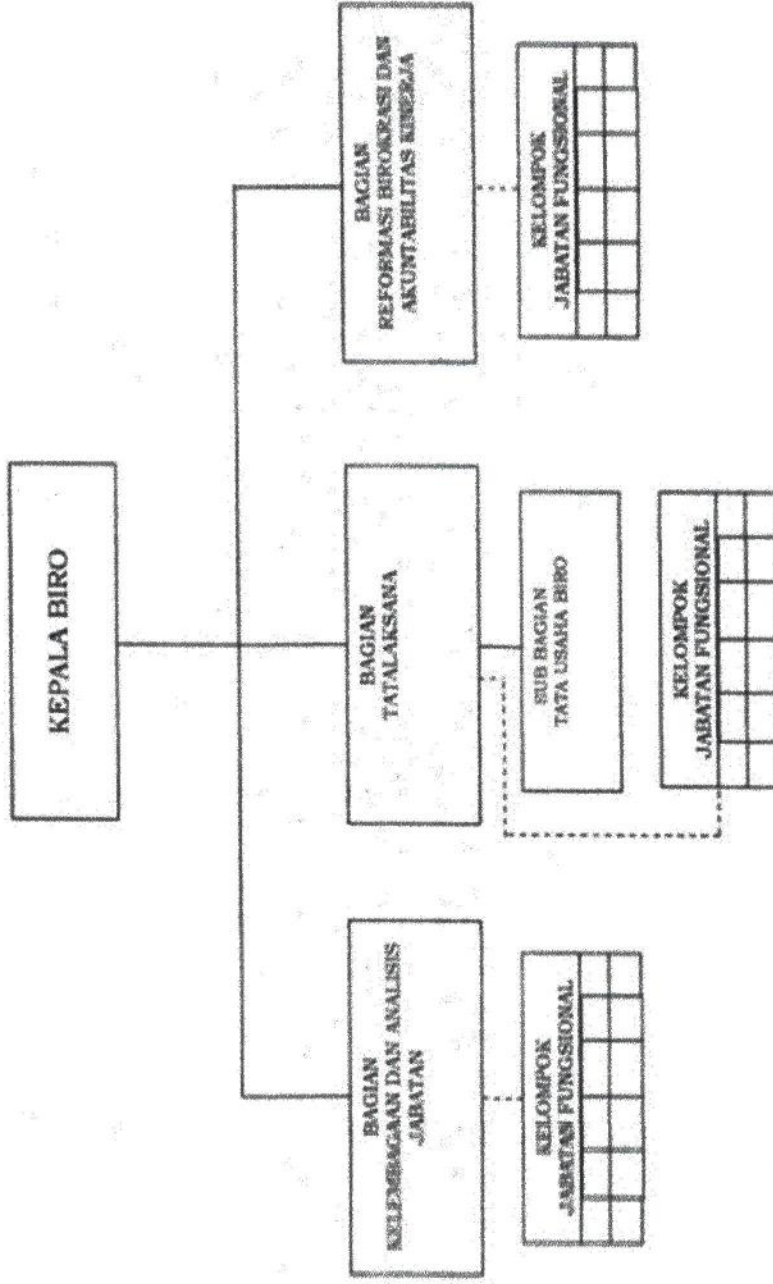 KEPALA BIRO
BAGIAN
KELEMBAGAAN DAN ANALISIS
JABATAN
KELOMPOK
JABATAN FUNGSIONAL
BAGIAN
TATALAKSANA
SUB BAGIAN
TATA USAHA BIRO
KELOMPOK
JABATAN FUNGSIONAL
BAGIAN
REFORMASI BIROKRASI DAN
AKUNTABILITAS KINERJA
KELOMPOK
JABATAN FUNGSIONAL